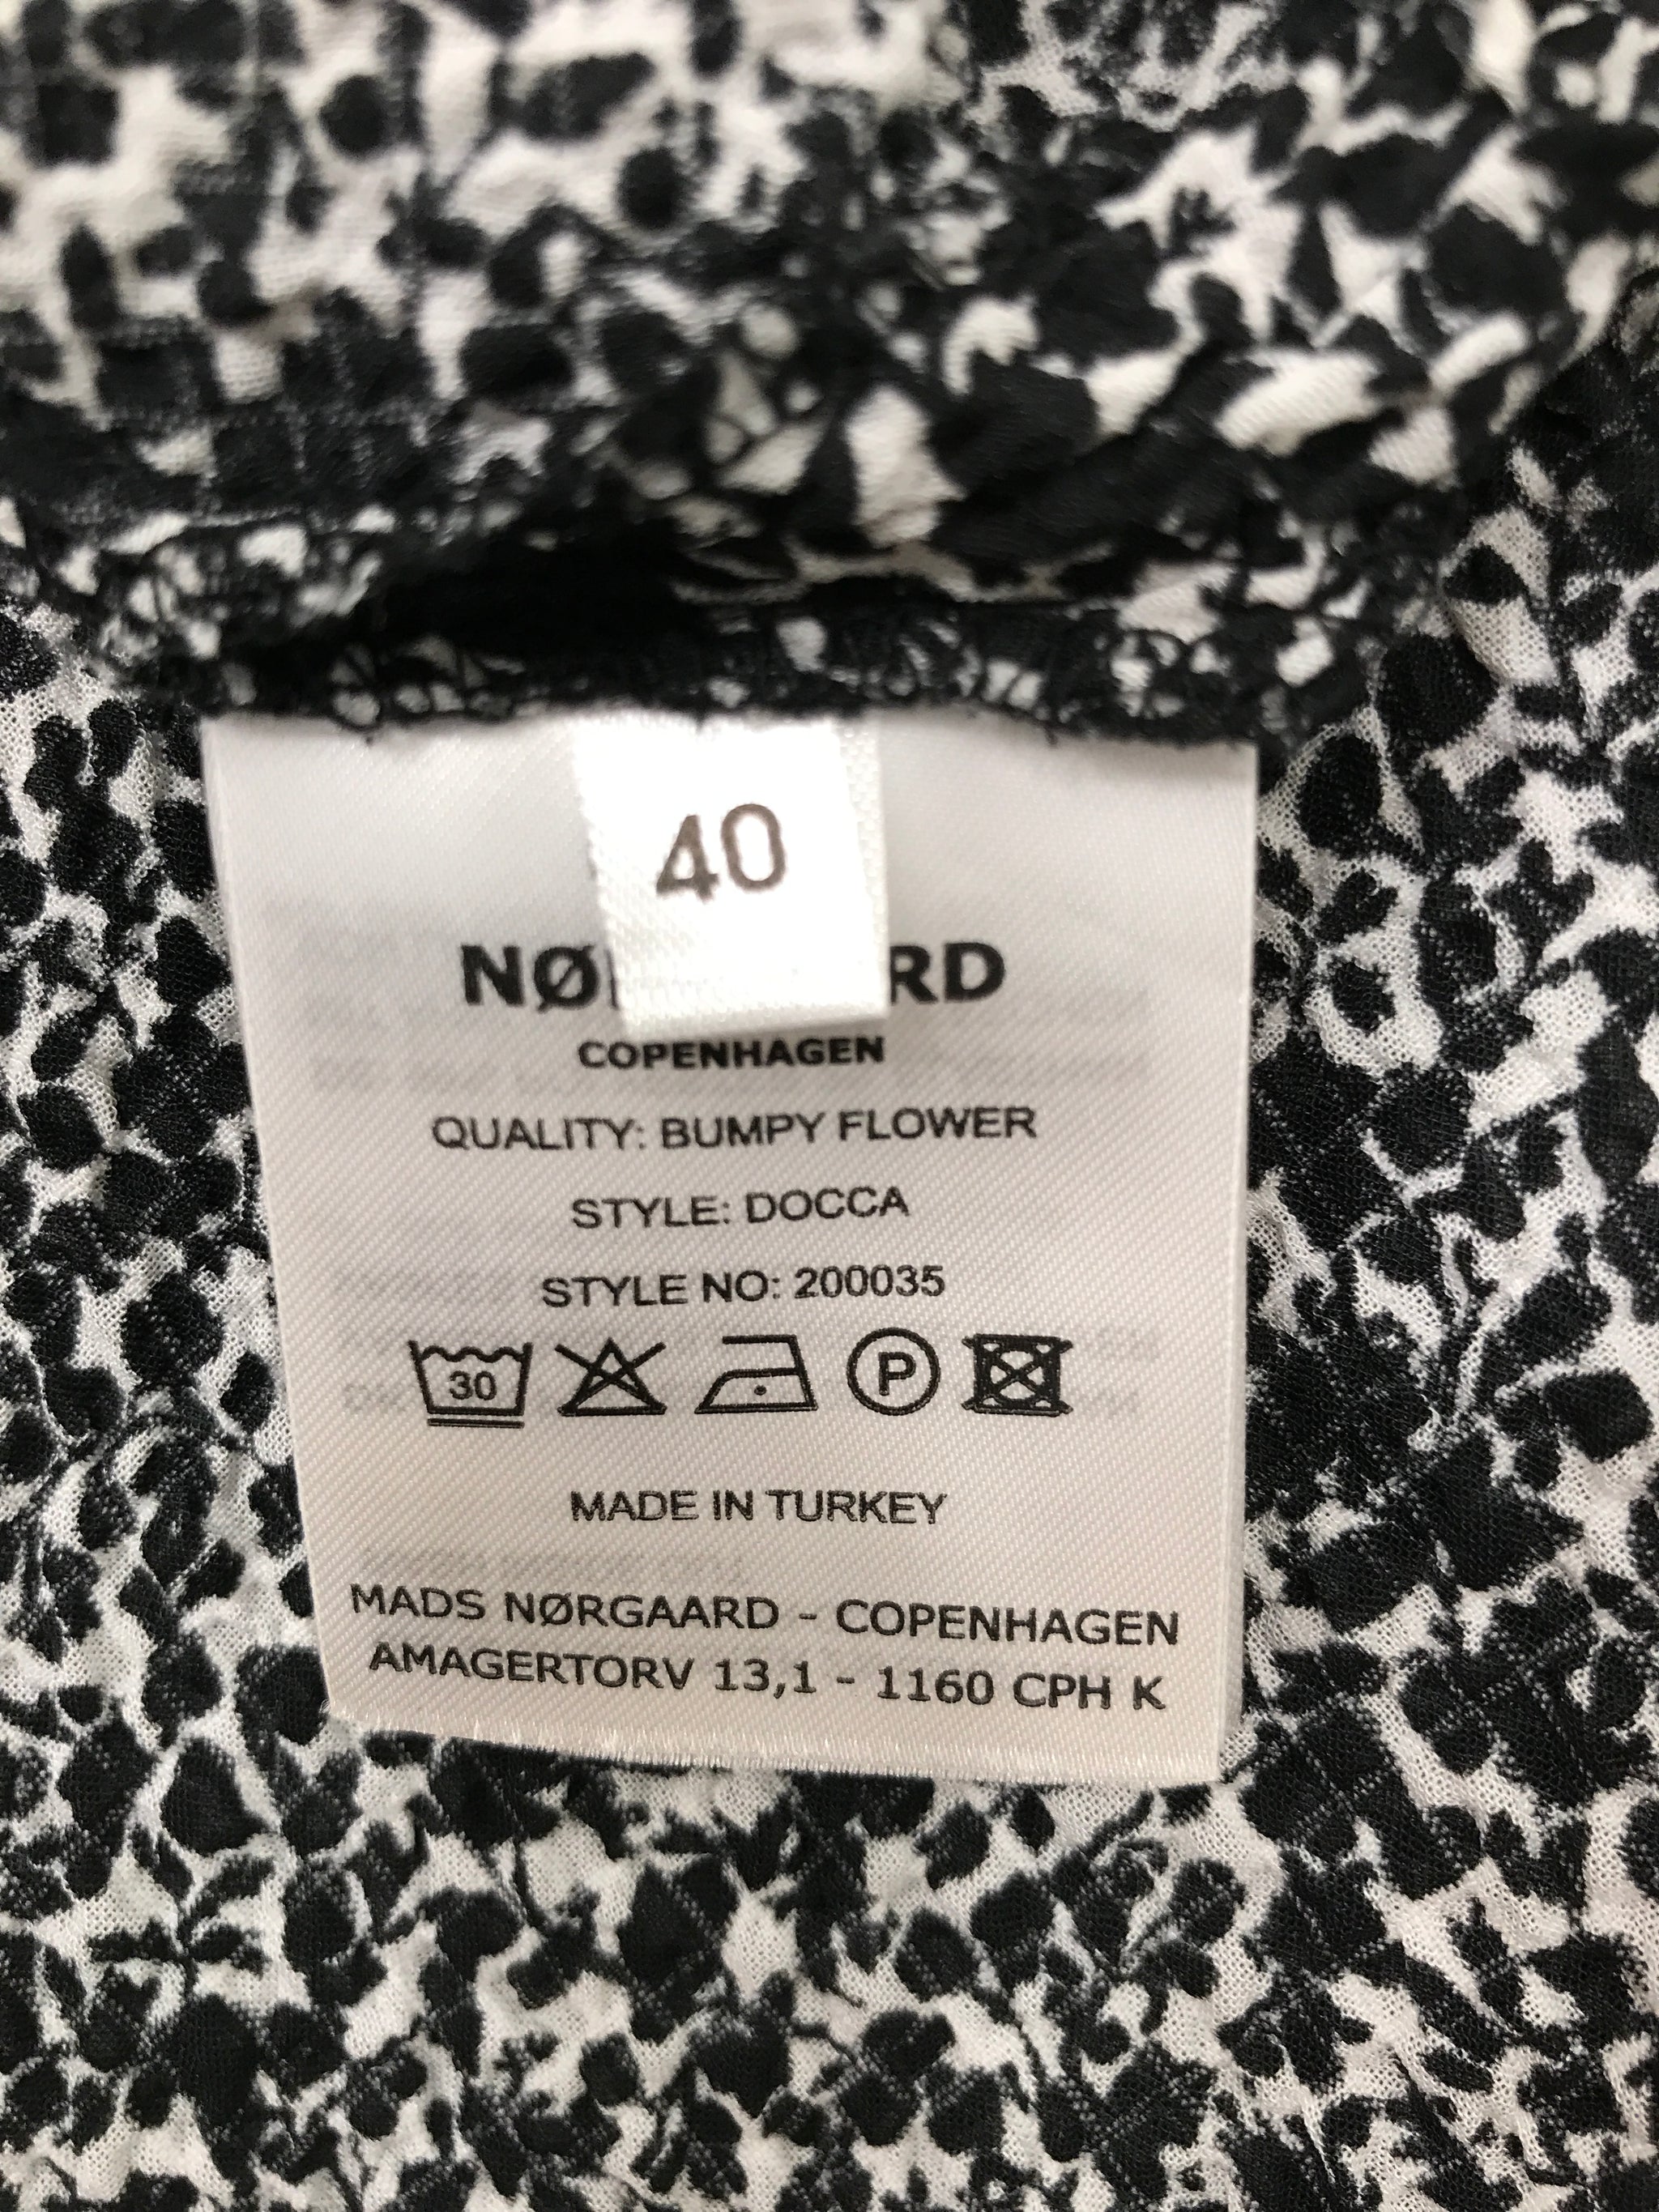 40
NØ RD
COPENHAGEN
QUALITY: BUMPY FLOWER
STYLE: DOCCA
STYLE NO: 200035
30 P
MADE IN TURKEY
MADS NØRGAARD - COPENHAGEN
AMAGERTORV 13,1 - 1160 CPH K